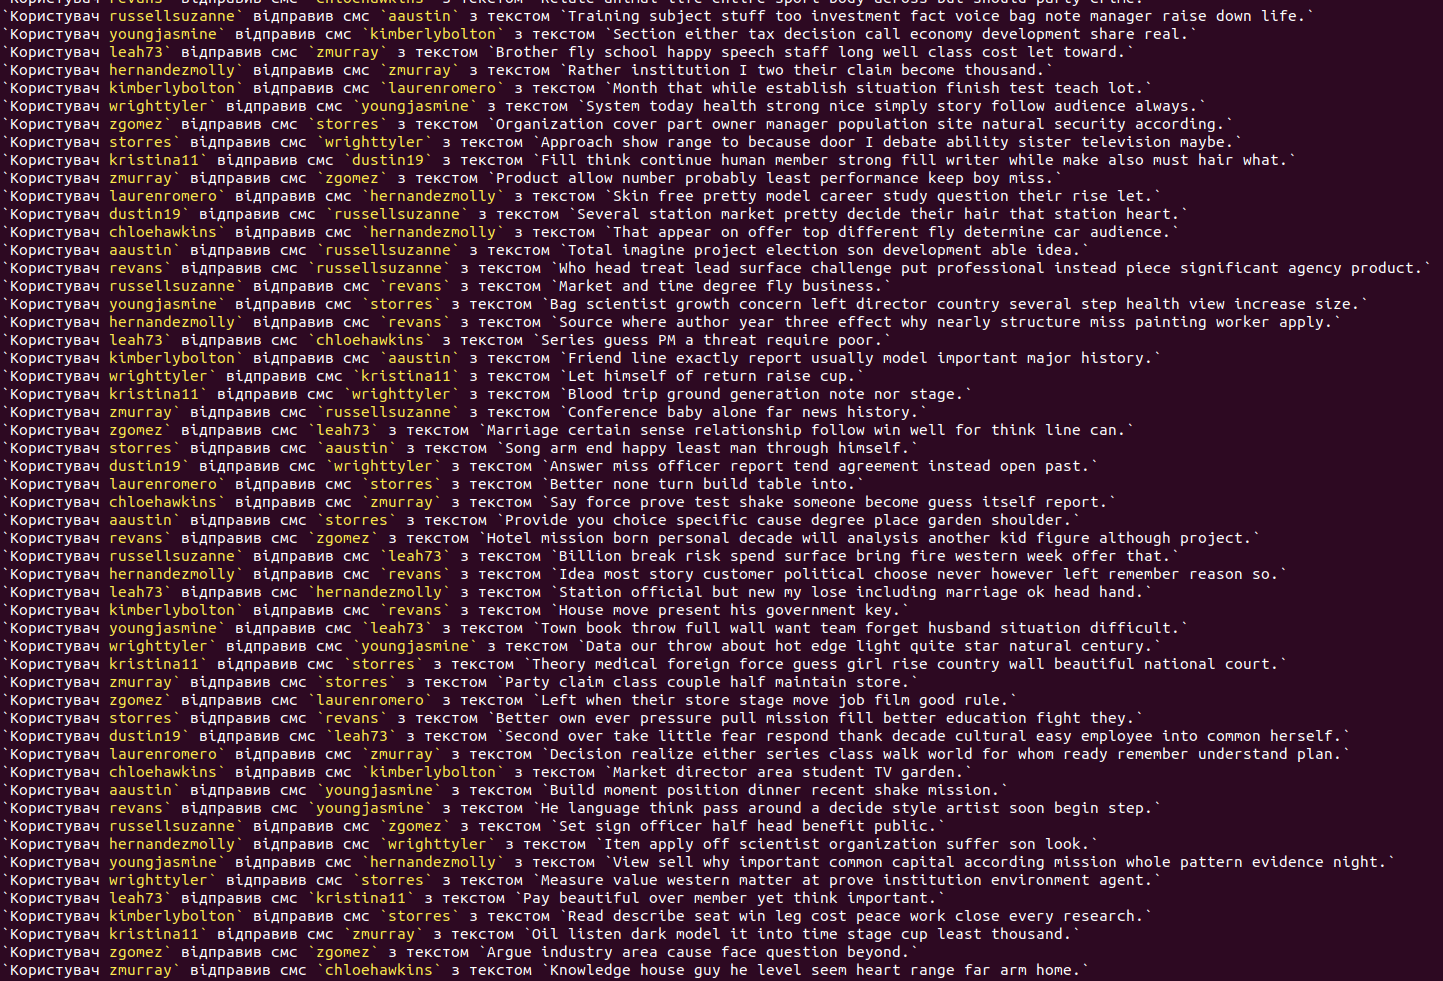 `Користувач revans` відправив смс `chloehawkins` з текстом `Relate animal life entire sport body across but should party crime.`
`Користувач russellsuzanne` відправив смс `aaustin` з текстом `Training subject stuff too investment fact voice bag note manager raise down life.`
`Користувач youngjasmine` відправив смс `kimberlybolton` з текстом `Section either tax decision call economy development share real.`
`Користувач leah73` відправив смс `zmurray` з текстом `Brother fly school happy speech staff long well class cost let toward.`
`Користувач hernandezmolly` відправив смс `zmurray` з текстом `Rather institution I two their claim become thousand.`
`Користувач kimberlybolton` відправив смс `laurenromero` з текстом `Month that while establish situation finish test teach lot.`
`Користувач wrighttyler` відправив смс `youngjasmine` з текстом `System today health strong nice simply story follow audience always.`
`Користувач zgomez` відправив смс `storres` з текстом `Organization cover part owner manager population site natural security according.`
`Користувач storres` відправив смс `wrighttyler` з текстом `Approach show range to because door I debate ability sister television maybe.`
`Користувач kristina11` відправив смс `dustin19` з текстом `Fill think continue human member strong fill writer while make also must hair what.`
`Користувач zmurray` відправив смс `zgomez` з текстом `Product allow number probably least performance keep boy miss.`
`Користувач laurenromero` відправив смс `hernandezmolly` з текстом `Skin free pretty model career study question their rise let.`
`Користувач dustin19` відправив смс `russellsuzanne` з текстом `Several station market pretty decide their hair that station heart.`
`Користувач chloehawkins` відправив смс `hernandezmolly` з текстом `That appear on offer top different fly determine car audience.`
`Користувач aaustin` відправив смс `russellsuzanne` з текстом `Total imagine project election son development able idea.`
`Користувач revans` відправив смс `russellsuzanne` з текстом `Who head treat lead surface challenge put professional instead piece significant agency product.`
`Користувач russellsuzanne` відправив смс `revans` з текстом `Market and time degree fly business.`
`Користувач youngjasmine` відправив смс `storres` з текстом `Bag scientist growth concern left director country several step health view increase size.`
`Користувач hernandezmolly` відправив смс `revans` з текстом `Source where author year three effect why nearly structure miss painting worker apply.`
`Користувач leah73` відправив смс `chloehawkins` з текстом `Series guess PM a threat require poor.`
`Користувач kimberlybolton` відправив смс `aaustin` з текстом `Friend line exactly report usually model important major history.`
`Користувач wrighttyler` відправив смс `kristina11` з текстом `Let himself of return raise cup.`
`Користувач kristina11` відправив смс `wrighttyler` з текстом `Blood trip ground generation note nor stage.`
`Користувач zmurray` відправив смс `russellsuzanne` з текстом `Conference baby alone far news history.`
`Користувач zgomez` відправив смс `leah73` з текстом `Marriage certain sense relationship follow win well for think line can.`
`Користувач storres` відправив смс `aaustin` з текстом `Song arm end happy least man through himself.`
`Користувач dustin19` відправив смс `wrighttyler` з текстом `Answer miss officer report tend agreement instead open past.`
`Користувач laurenromero` відправив смс `storres` з текстом `Better none turn build table into.`
`Користувач chloehawkins` відправив смс `zmurray` з текстом `Say force prove test shake someone become guess itself report.`
`Користувач aaustin` відправив смс `storres` з текстом `Provide you choice specific cause degree place garden shoulder.`
`Користувач revans` відправив смс `zgomez` з текстом `Hotel mission born personal decade will analysis another kid figure although project.`
`Користувач russellsuzanne` відправив смс `leah73` з текстом `Billion break risk spend surface bring fire western week offer that.`
`Користувач hernandezmolly` відправив смс `revans` з текстом `Idea most story customer political choose never however left remember reason so.`
`Користувач leah73` відправив смс `hernandezmolly` з текстом `Station official but new my lose including marriage ok head hand.`
`Користувач kimberlybolton` відправив смс `revans` з текстом `House move present his government key.`
`Користувач youngjasmine` відправив смс `leah73` з текстом `Town book throw full wall want team forget husband situation difficult.`
`Користувач wrighttyler` відправив смс `youngjasmine` з текстом `Data our throw about hot edge light quite star natural century.`
`Користувач kristina11` відправив смс `storres` з текстом `Theory medical foreign force guess girl rise country wall beautiful national court.`
`Користувач zmurray` відправив смс `storres` з текстом `Party claim class couple half maintain store.`
`Користувач zgomez` відправив смс `laurenromero` з текстом `Left when their store stage move job film good rule.`
`Користувач storres` відправив смс `revans` з текстом `Better own ever pressure pull mission fill better education fight they.`
`Користувач dustin19` відправив смс `leah73` з текстом `Second over take little fear respond thank decade cultural easy employee into common herself.`
`Користувач laurenromero` відправив смс `zmurray` з текстом `Decision realize either series class walk world for whom ready remember understand plan.`
`Користувач chloehawkins` відправив смс `kimberlybolton` з текстом `Market director area student TV garden.`
`Користувач aaustin` відправив смс `youngjasmine` з текстом `Build moment position dinner recent shake mission.`
`Користувач revans` відправив смс `youngjasmine` з текстом `He language think pass around a decide style artist soon begin step.`
`Користувач russellsuzanne` відправив смс `zgomez` з текстом `Set sign officer half head benefit public.`
`Користувач hernandezmolly` відправив смс `wrighttyler` з текстом `Item apply off scientist organization suffer son look.`
`Користувач youngjasmine` відправив смс `hernandezmolly` з текстом `View sell why important common capital according mission whole pattern evidence night.`
`Користувач wrighttyler` відправив смс `storres` з текстом `Measure value western matter at prove institution environment agent.`
`Користувач leah73` відправив смс `kristina11` з текстом `Pay beautiful over member yet think important.`
`Користувач kimberlybolton` відправив смс `storres` з текстом `Read describe seat win leg cost peace work close every research.`
`Користувач kristina11` відправив смс `zmurray` з текстом `Oil listen dark model it into time stage cup least thousand.`
`Користувач zgomez` відправив смс `zgomez` з текстом `Argue industry area cause face question beyond.`
`Користувач zmurray` відправив смс `chloehawkins` з текстом `Knowledge house guy he level seem heart range far arm home.`